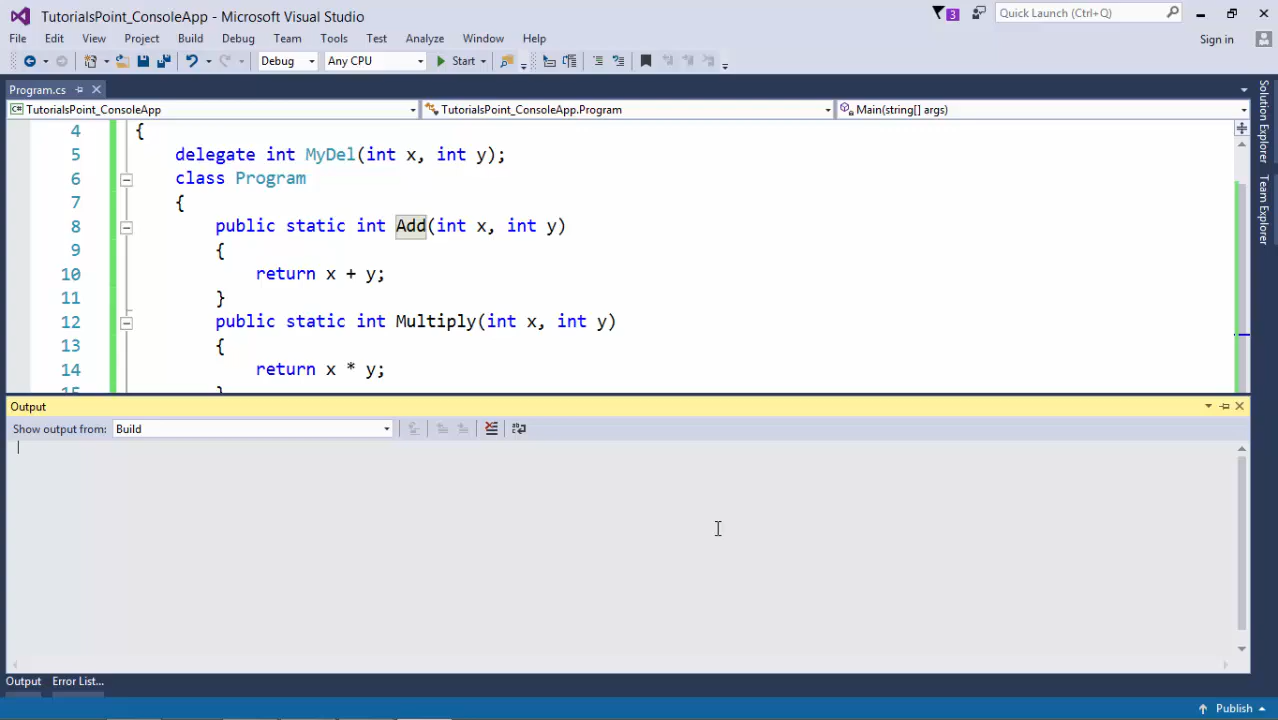 TutorialsPoint_ConsoleApp - Microsoft Visual Studio
3
Quick Launch (Ctrl+Q)
File Edit View Project Build Debug Team Tools Test Analyze Window Help
Sign in
Debug Any CPU Start
Program.cs
TutorialsPoint_ConsoleApp TutorialsPoint_ConsoleApp.Program Main(string[] args)
4 {
5 delegate int MyDel(int x, int y);
6 class Program
7 {
8 public static int Add(int x, int y)
9 {
10 return x + y;
11 }
12 public static int Multiply(int x, int y)
13 {
14 return x * y;
15 }
Output
Show output from: Build
Output Error List...
Publish
Solution Explorer
Team Explorer